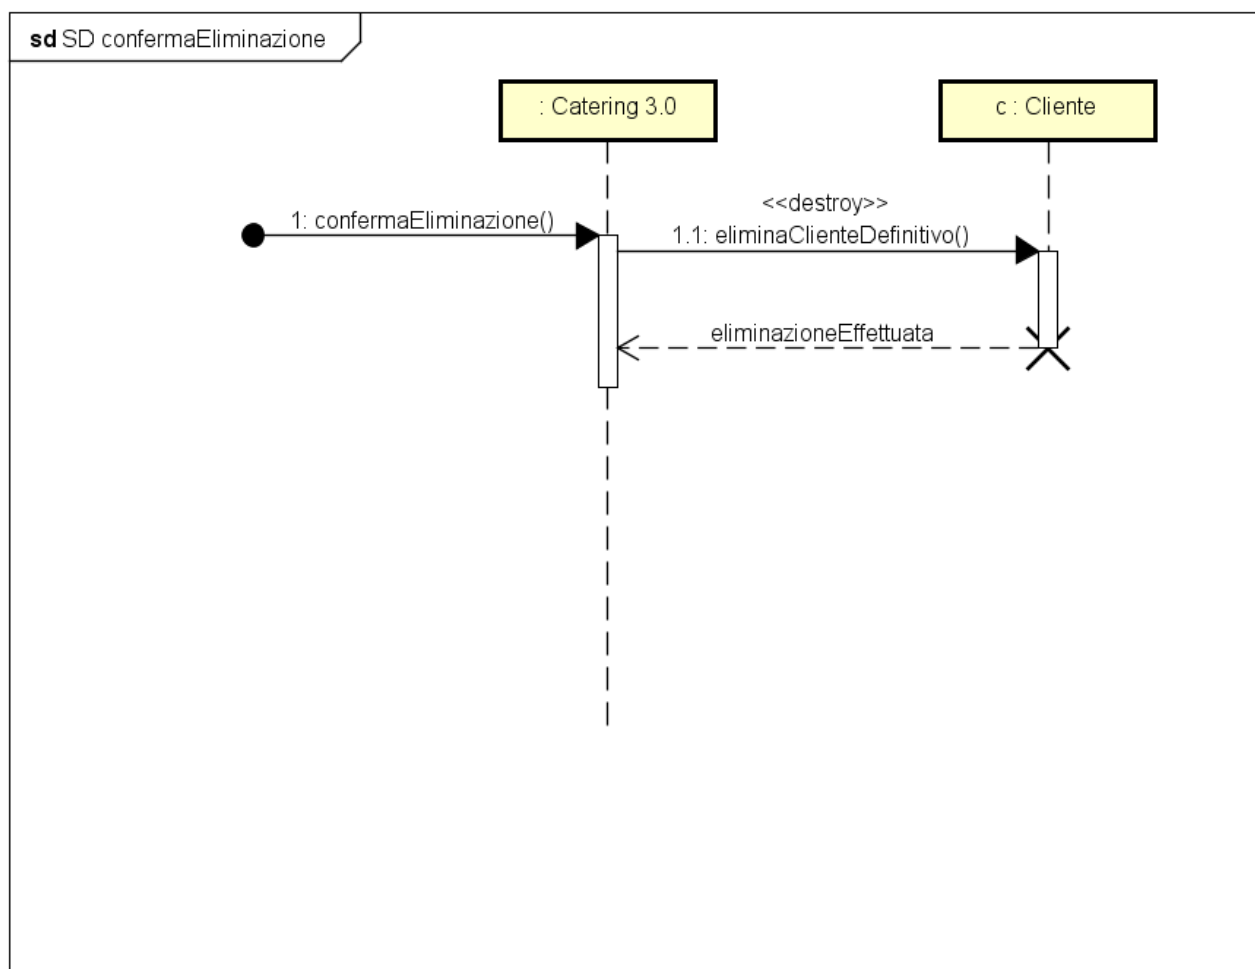 sd SD confermaEliminazione
: Catering 3.0
c : Cliente
<<destroy>>
1: confermaEliminazione()
1.1: eliminaClienteDefinitivo()
eliminazioneEffettuata